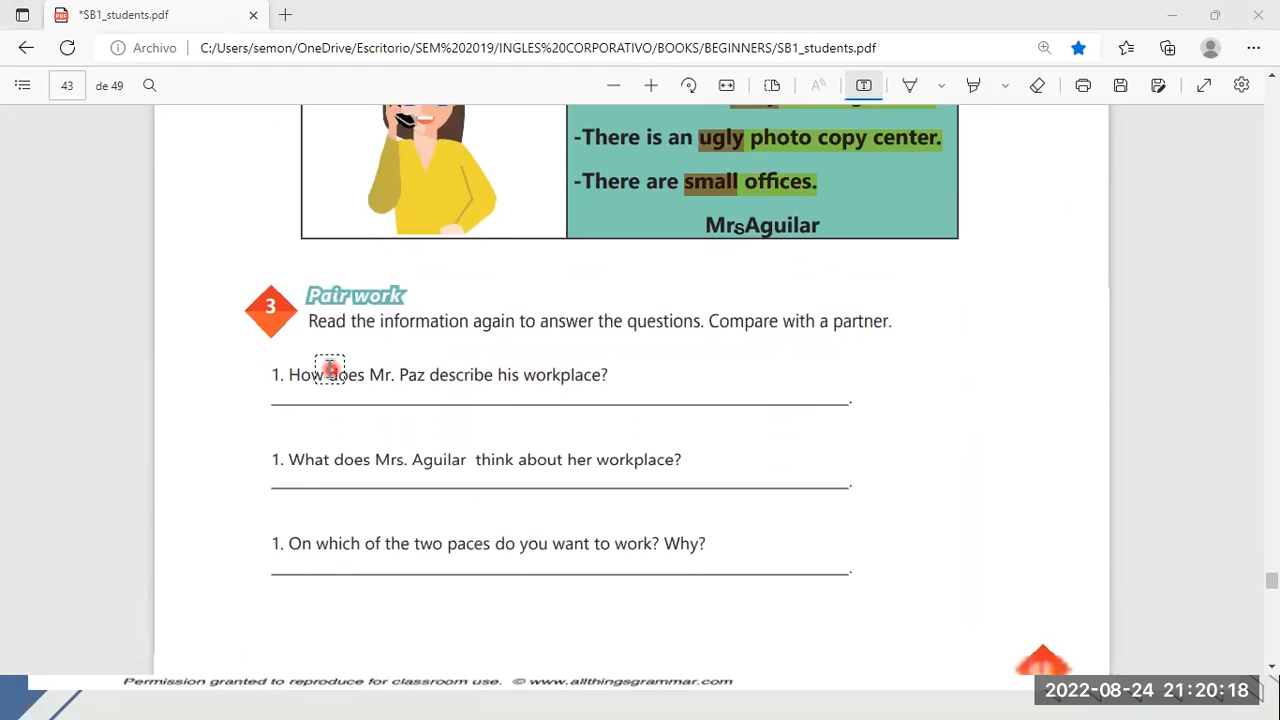 *SB1_students.pdf
Archivo
C:/Users/semon/OneDrive/Escritorio/SEM%202019/INGLES%20CORPORATIVO/BOOKS/BEGINNERS/SB1_students.pdf
43 de 49
-There is an ugly photo copy center.
-There are small offices.
MrsAguilar
3
Pair work
Read the information again to answer the questions. Compare with a partner.
1. How does Mr. Paz describe his workplace?
1. What does Mrs. Aguilar think about her workplace?
1. On which of the two paces do you want to work? Why?
Permission granted to reproduce for classroom use. © www.allthingsgrammar.com
2022-08-24 21:20:18